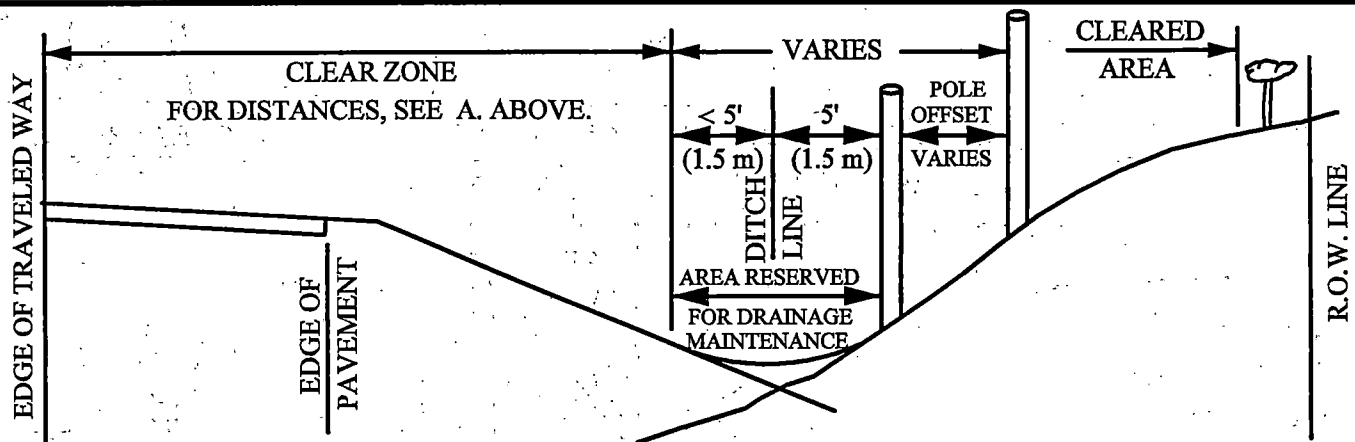 CLEAR ZONE
FOR DISTANCES, SEE A. ABOVE.
VARIES
CLEARED
AREA
< 5'
(1.5 m)
5'
(1.5 m)
POLE
OFFSET
VARIES
DITCH
LINE
AREA RESERVED
FOR DRAINAGE
MAINTENANCE
EDGE OF TRAVELED WAY
EDGE OF
PAVEMENT
R.O.W. LINE